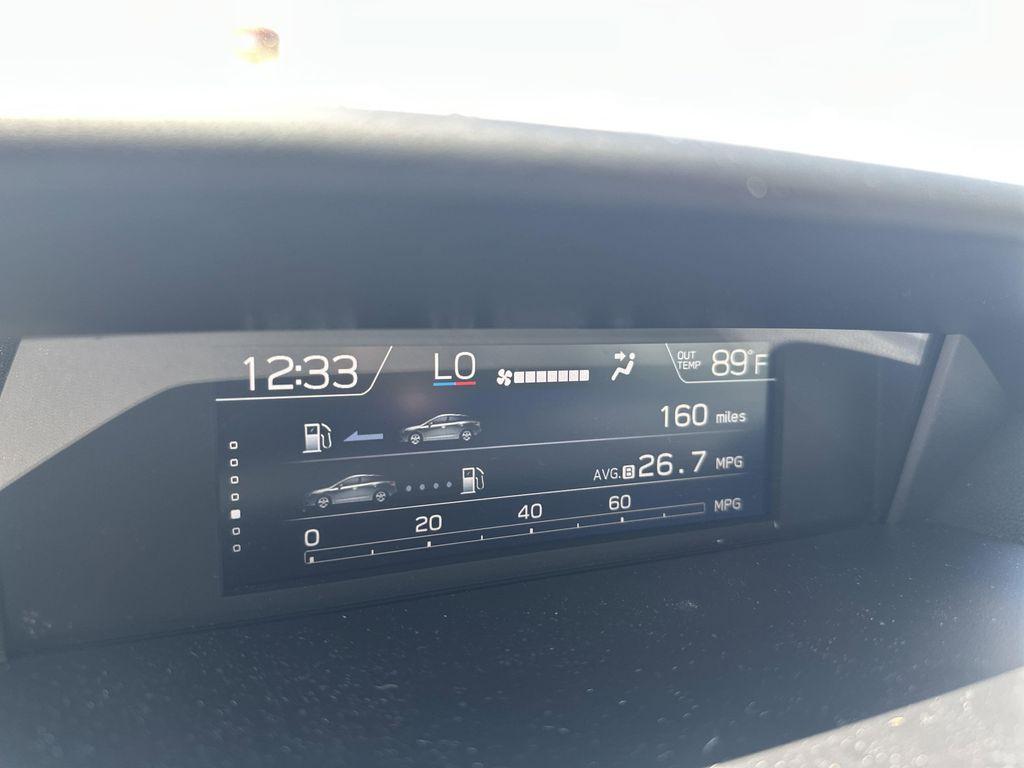 12:33 LO OUT TEMP 89°F
160 miles
AVG. B 26.7 MPG
0 20 40 60 MPG